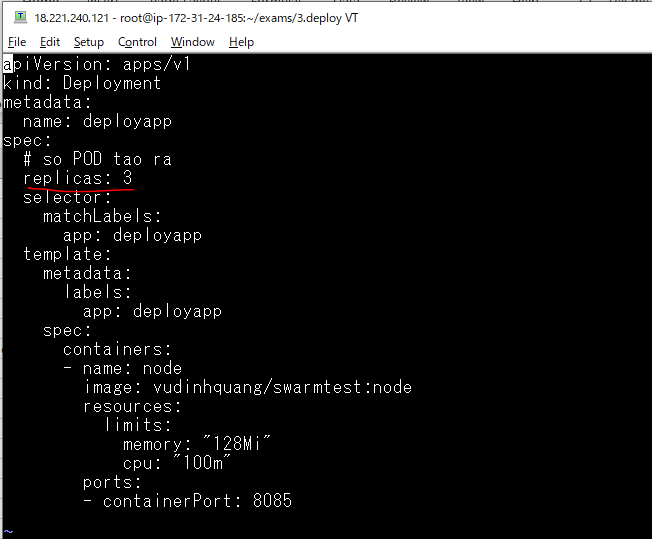 18.221.240.121 - root@ip-172-31-24-185:~/exams/3.deploy VT
File Edit Setup Control Window Help
apiVersion: apps/v1
kind: Deployment
metadata:
  name: deployapp
spec:
  # so POD tao ra
  replicas: 3
  selector:
    matchLabels:
      app: deployapp
  template:
    metadata:
      labels:
        app: deployapp
    spec:
      containers:
      - name: node
        image: vudinhquang/swarmtest:node
        resources:
          limits:
            memory: "128Mi"
            cpu: "100m"
        ports:
        - containerPort: 8085
~